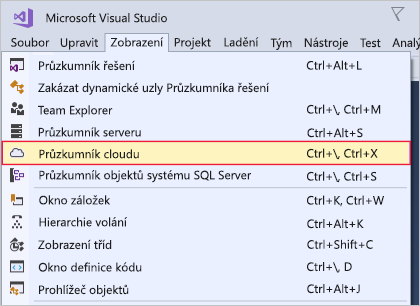 Microsoft Visual Studio
Soubor Upravit Zobrazení Projekt Ladění Tým Nástroje Test Analý
Průzkumník řešení Ctrl+Alt+L
Zakázat dynamické uzly Průzkumníka řešení
Team Explorer Ctrl+\, Ctrl+M
Průzkumník serveru Ctrl+Alt+S
Průzkumník cloudu Ctrl+\, Ctrl+X
Průzkumník objektů systému SQL Server Ctrl+\, Ctrl+S
Okno záložek Ctrl+K, Ctrl+W
Hierarchie volání Ctrl+Alt+K
Zobrazení tříd Ctrl+Shift+C
Okno definice kódu Ctrl+\, D
Prohlížeč objektů Ctrl+Alt+J